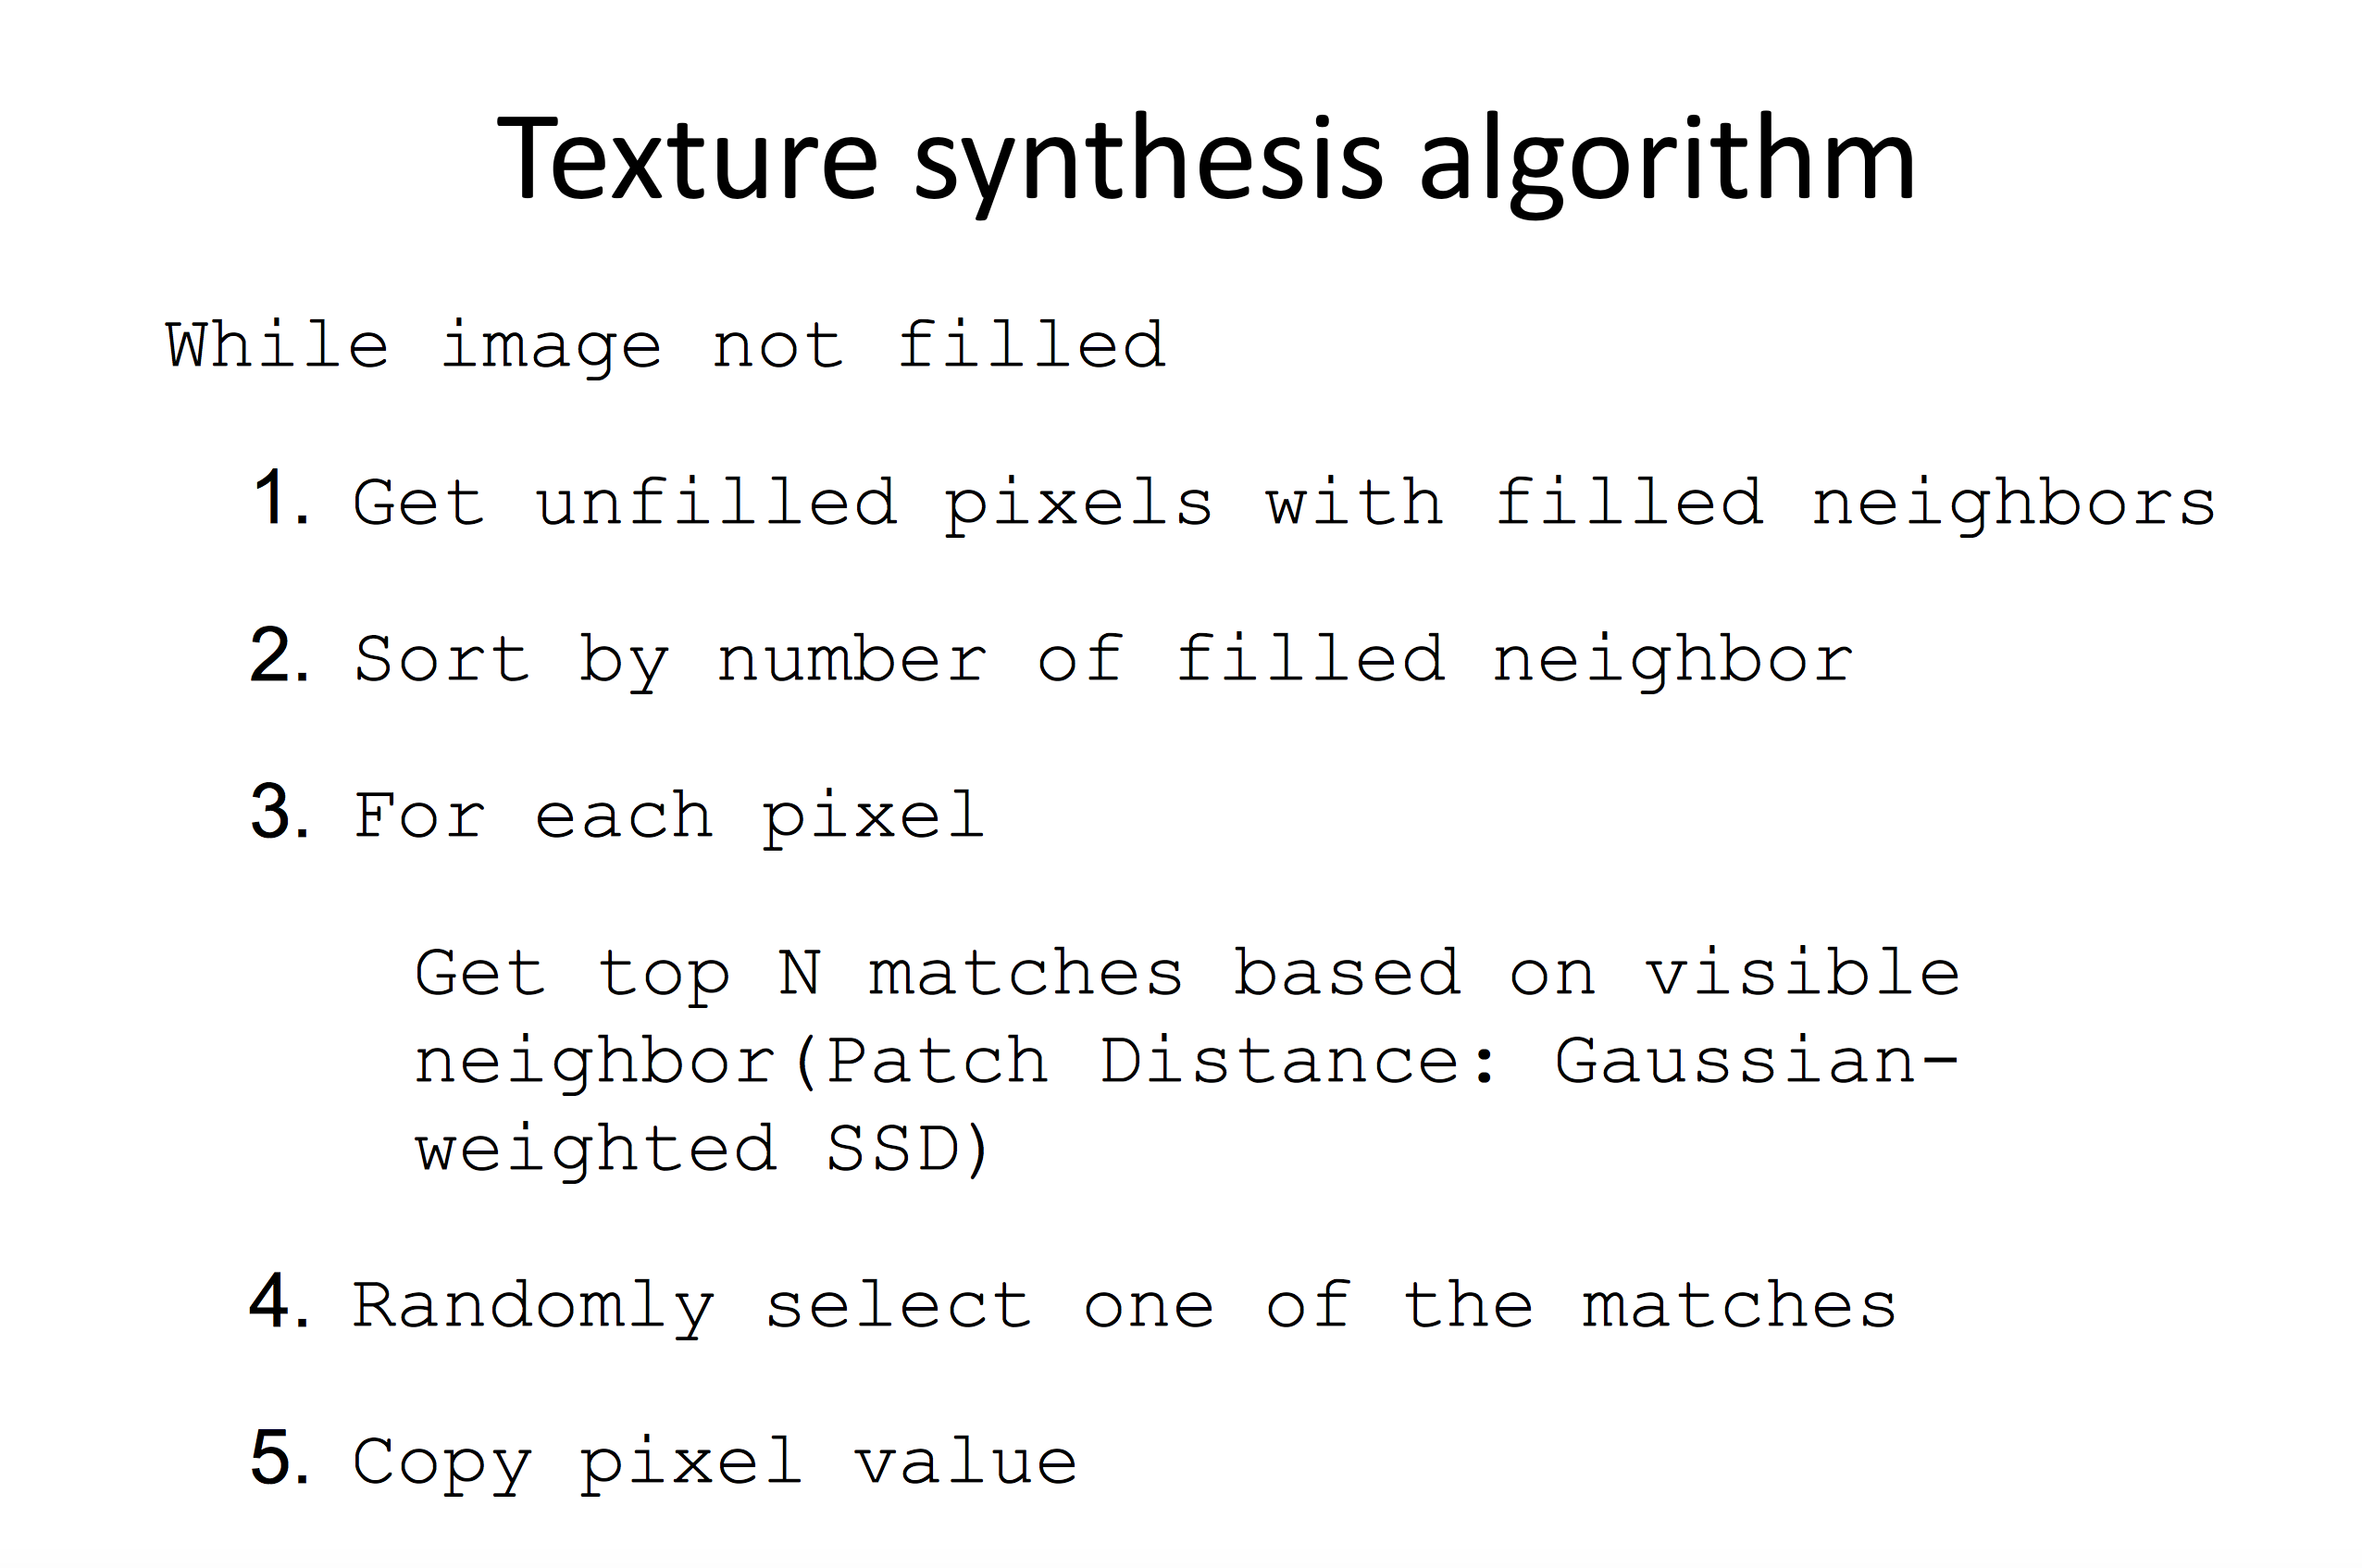 Texture synthesis algorithm
While image not filled
1. Get unfilled pixels with filled neighbors
2. Sort by number of filled neighbor
3. For each pixel
Get top N matches based on visible
neighbor(Patch Distance: Gaussian-
weighted SSD)
4. Randomly select one of the matches
5. Copy pixel value